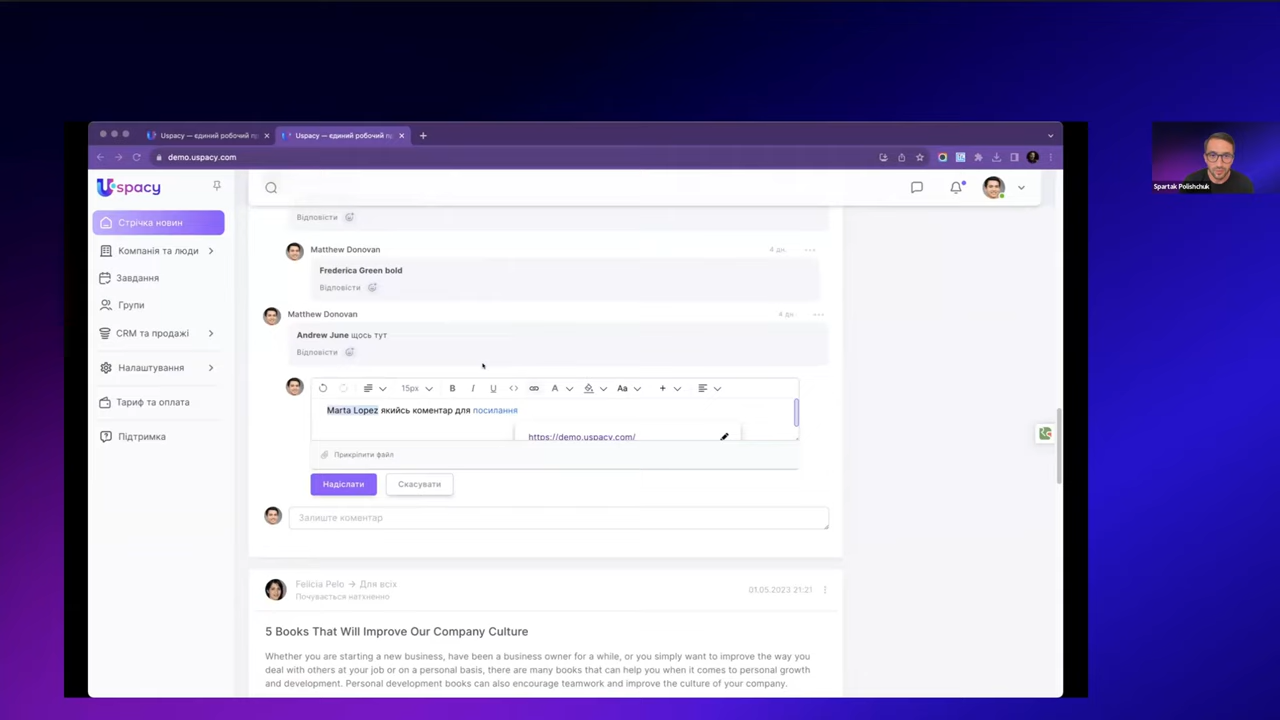 Uspacy — єдиний робочий пр
Uspacy — єдиний робочий пр
demo.uspacy.com
Uspacy
Стрічка новин
Компанія та люди
Завдання
Групи
CRM та продажі
Налаштування
Тариф та оплата
Підтримка
Відповісти
Matthew Donovan
4 дн.
Frederica Green bold
Відповісти
Matthew Donovan
4 дн.
Andrew June щось тут
Відповісти
15px
B I U <> A Aa +
Marta Lopez якийсь коментар для посилання
https://demo.uspacy.com/
Прикріпити файл
Надіслати
Скасувати
Залиште коментар
Felicia Pelo → Для всіх
Почувається натхненно
01.05.2023 21:21
5 Books That Will Improve Our Company Culture
Whether you are starting a new business, have been a business owner for a while, or you simply want to improve the way you
deal with others at your job or on a personal basis, there are many books that can help you when it comes to personal growth
and development. Personal development books can also encourage teamwork and improve the culture of your company.
Spartak Polishchuk